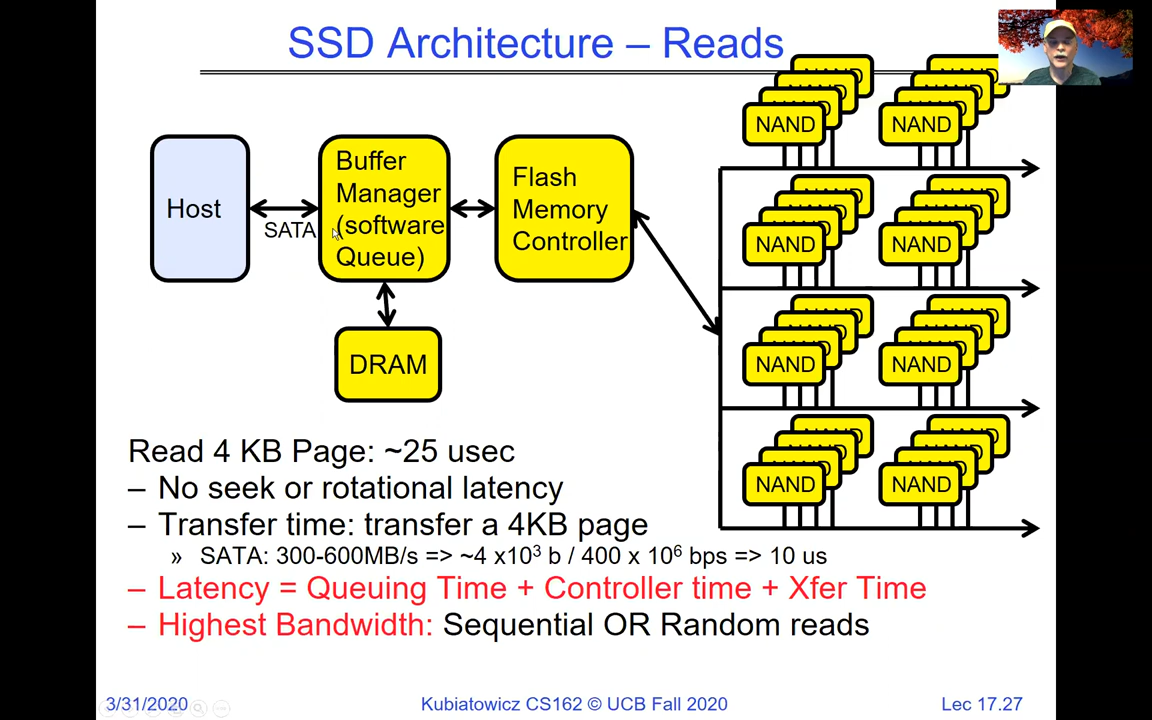 SSD Architecture – Reads
NAND NAND
Host
SATA
Buffer
Manager
(software
Queue)
Flash
Memory
Controller
DRAM
NAND NAND
NAND NAND
NAND NAND
Read 4 KB Page: ~25 usec
– No seek or rotational latency
– Transfer time: transfer a 4KB page
» SATA: 300-600MB/s => ~4 x10³ b / 400 x 10⁶ bps => 10 us
– Latency = Queuing Time + Controller time + Xfer Time
– Highest Bandwidth: Sequential OR Random reads
3/31/2020
Kubiatowicz CS162 © UCB Fall 2020
Lec 17.27